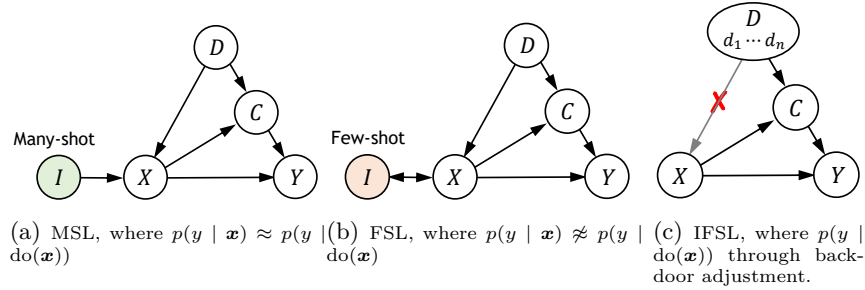 D
C
Many-shot
I
X
Y
(a) MSL, where p(y | x) ≈ p(y |
do(x))
D
C
Few-shot
I
X
Y
(b) FSL, where p(y | x) ≉ p(y |
do(x)
D
d₁ ⋯ dₙ
X
C
X
Y
(c) IFSL, where p(y |
do(x)) through back-
door adjustment.